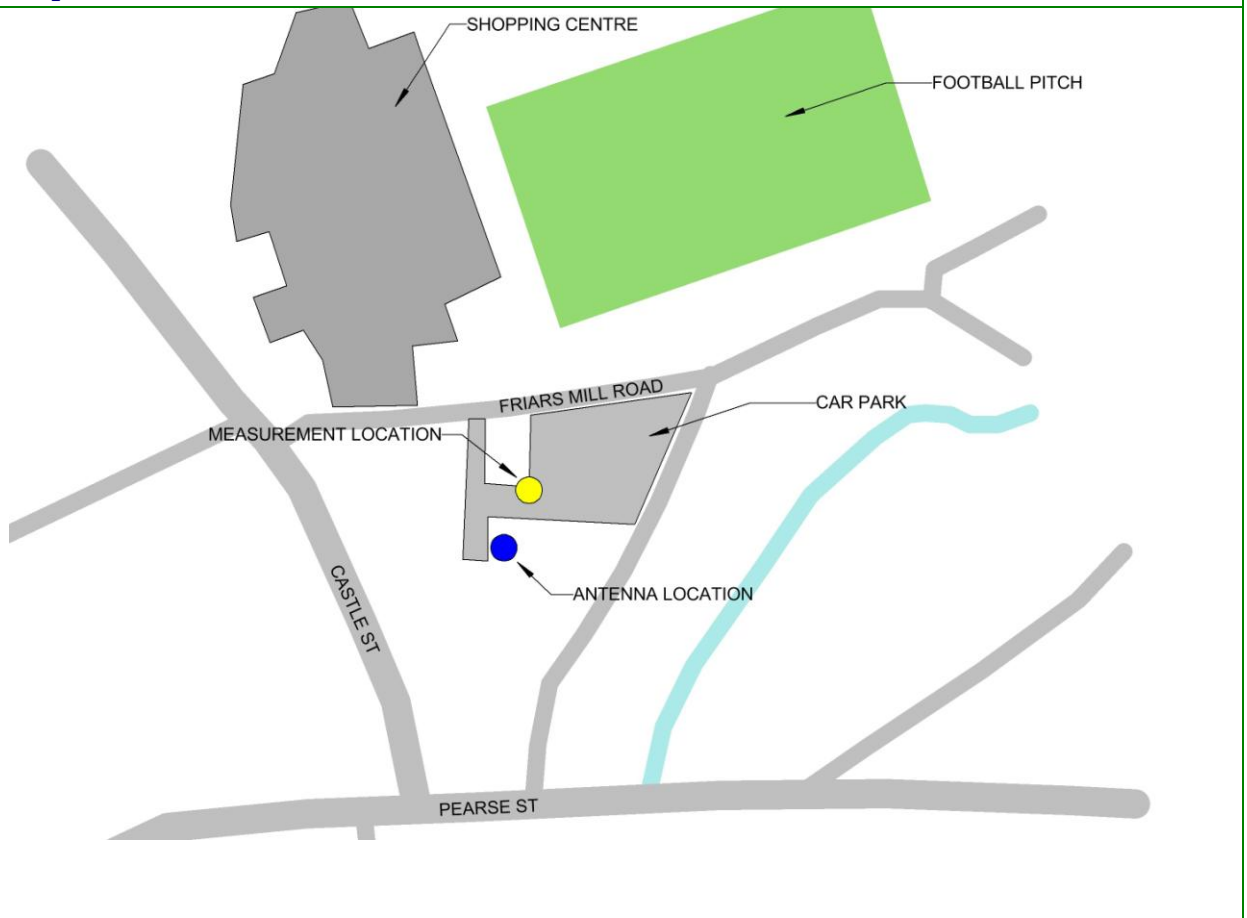 SHOPPING CENTRE
FOOTBALL PITCH
FRIARS MILL ROAD
CAR PARK
MEASUREMENT LOCATION
ANTENNA LOCATION
CASTLE ST
PEARSE ST